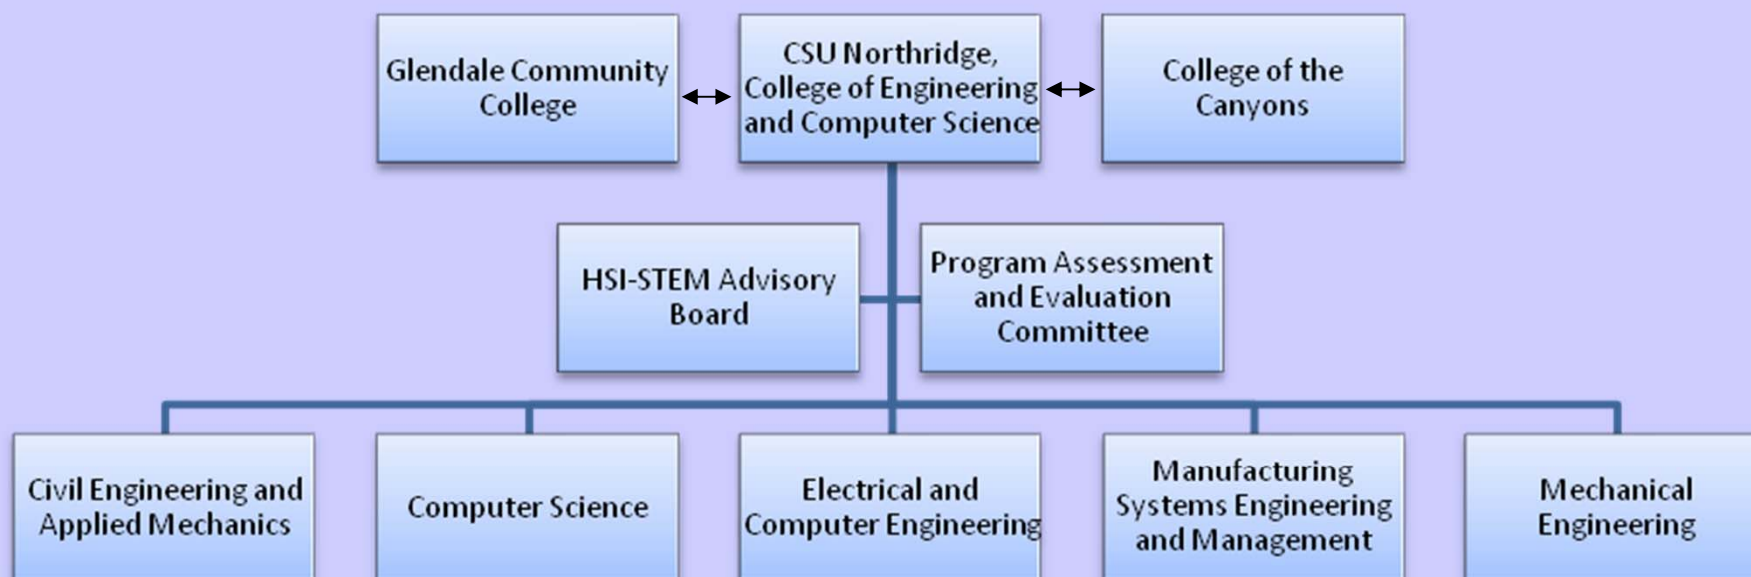 Glendale Community
College
CSU Northridge,
College of Engineering
and Computer Science
College of the
Canyons
HSI-STEM Advisory
Board
Program Assessment
and Evaluation
Committee
Civil Engineering and
Applied Mechanics
Computer Science
Electrical and
Computer Engineering
Manufacturing
Systems Engineering
and Management
Mechanical
Engineering